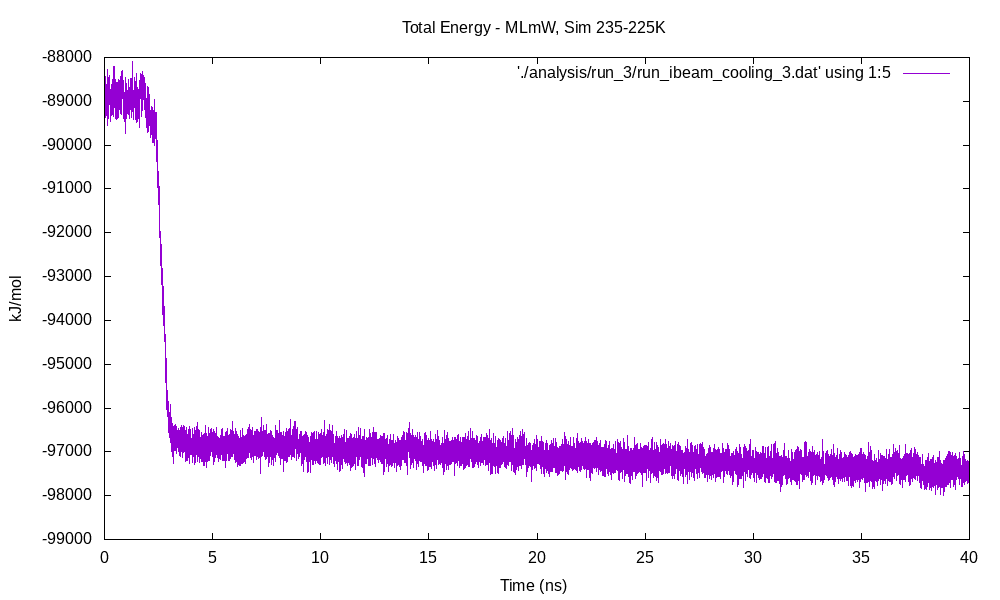 Total Energy - MLmW, Sim 235-225K
'./analysis/run_3/run_ibeam_cooling_3.dat' using 1:5
-88000
-89000
-90000
-91000
-92000
-93000
-94000
-95000
-96000
-97000
-98000
-99000
kJ/mol
0 5 10 15 20 25 30 35 40
Time (ns)